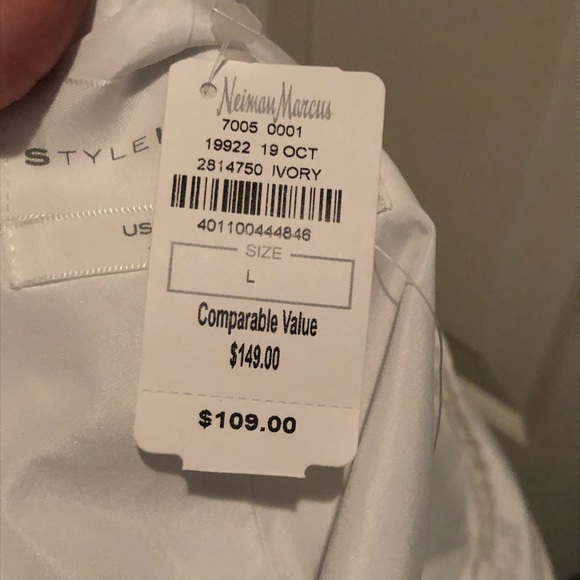 Neiman Marcus
7005 0001
19922 19 OCT
2814750 IVORY
401100444846
SIZE
L
Comparable Value
$149.00
$109.00
STYLE
US